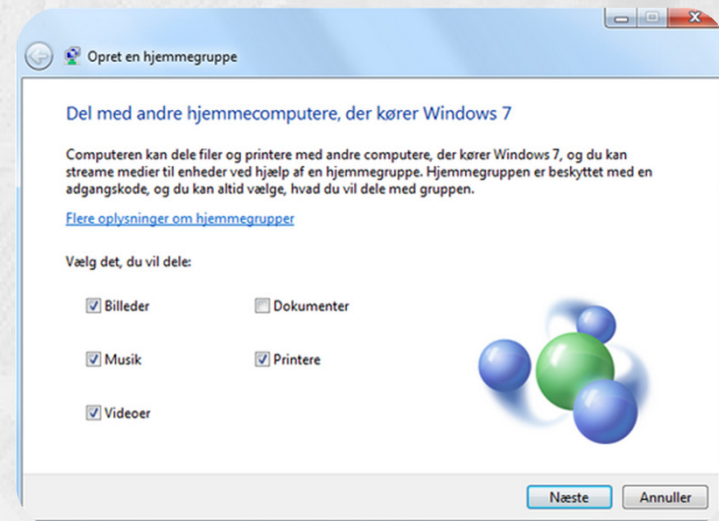 Opret en hjemmegruppe
Del med andre hjemmecomputere, der kører Windows 7
Computeren kan dele filer og printere med andre computere, der kører Windows 7, og du kan
streame medier til enheder ved hjælp af en hjemmegruppe. Hjemmegruppen er beskyttet med en
adgangskode, og du kan altid vælge, hvad du vil dele med gruppen.
Flere oplysninger om hjemmegrupper
Vælg det, du vil dele:
Billeder Dokumenter
Musik Printere
Videoer
Næste Annuller